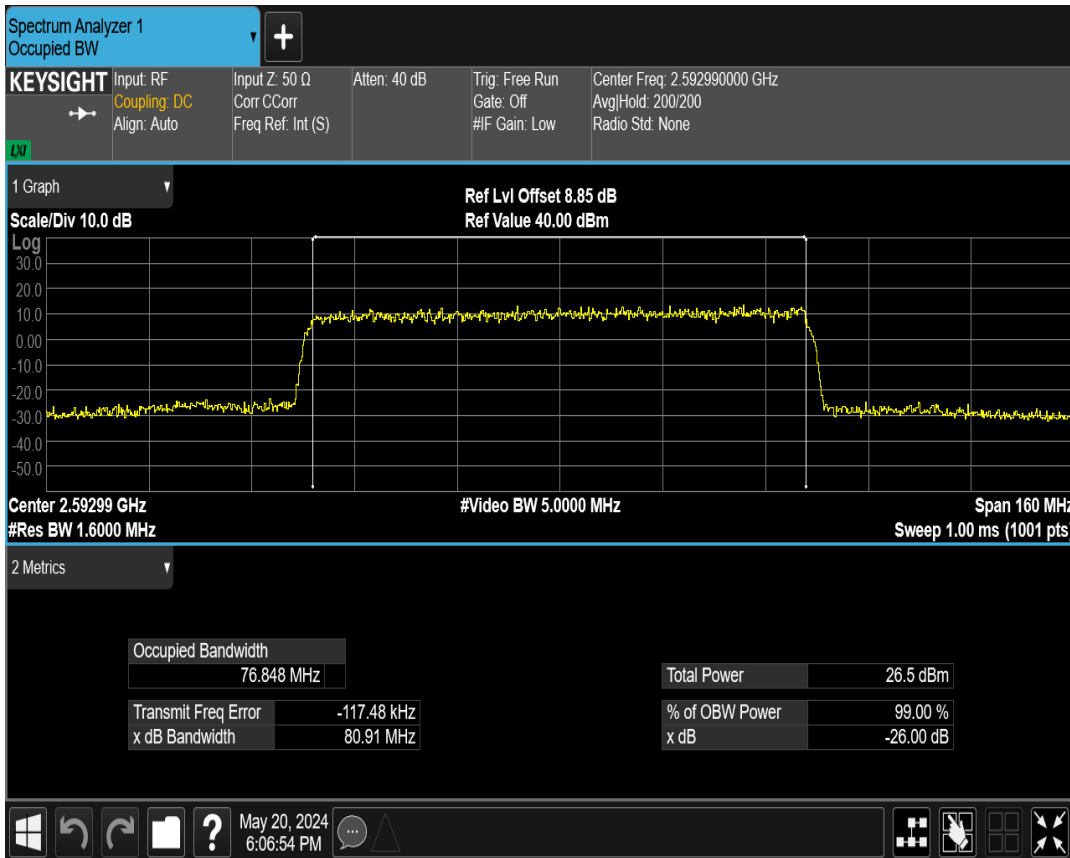 Spectrum Analyzer 1
Occupied BW
KEYSIGHT
Input: RF
Coupling: DC
Align: Auto
Input Z: 50 Ω
Corr CCorr
Freq Ref: Int (S)
Atten: 40 dB
Trig: Free Run
Gate: Off
#IF Gain: Low
Center Freq: 2.592990000 GHz
Avg|Hold: 200/200
Radio Std: None
LXI
1 Graph
Ref Lvl Offset 8.85 dB
Scale/Div 10.0 dB
Ref Value 40.00 dBm
Log
30.0
20.0
10.0
0.00
-10.0
-20.0
-30.0
-40.0
-50.0
Center 2.59299 GHz
#Video BW 5.0000 MHz
Span 160 MHz
#Res BW 1.6000 MHz
Sweep 1.00 ms (1001 pts)
2 Metrics
Occupied Bandwidth
76.848 MHz
Total Power 26.5 dBm
Transmit Freq Error -117.48 kHz
% of OBW Power 99.00 %
x dB Bandwidth 80.91 MHz
x dB -26.00 dB
?
May 20, 2024
6:06:54 PM